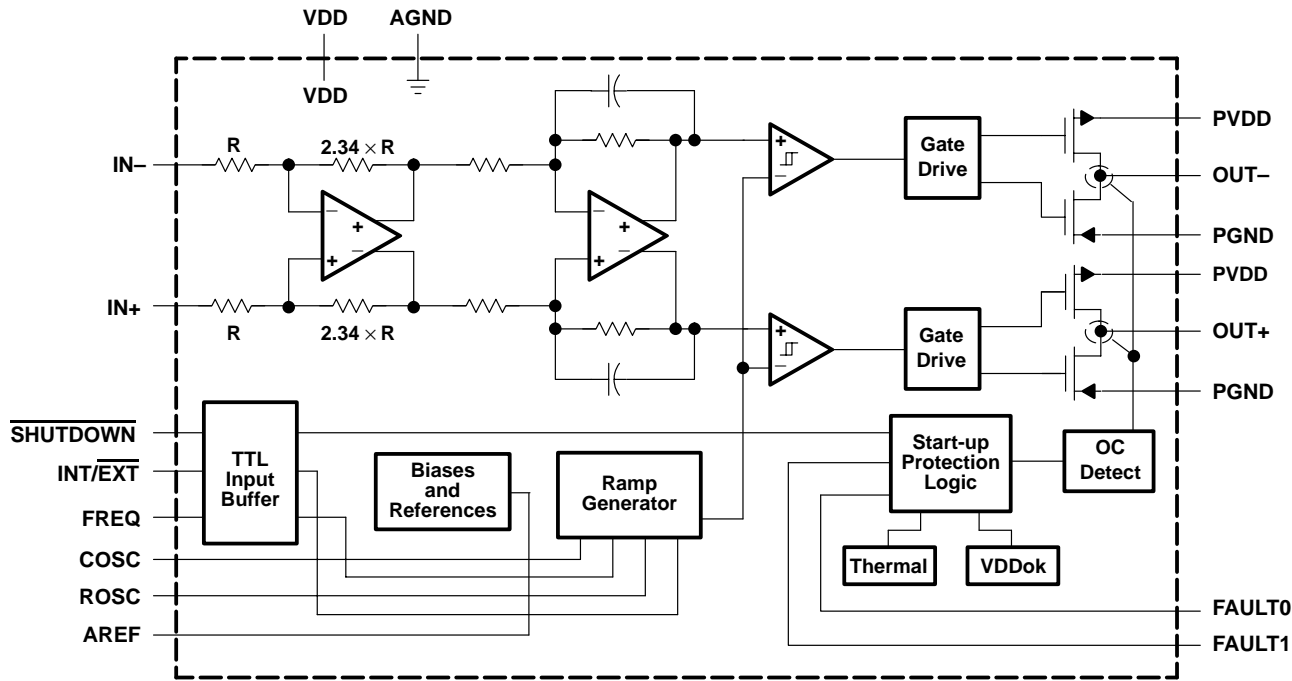 VDD AGND
VDD
R 2.34 × R
IN–
R 2.34 × R
IN+
– + – +
– + – +
+ –
+ –
Gate
Drive
Gate
Drive
PVDD
OUT–
PGND
PVDD
OUT+
PGND
SHUTDOWN
INT/EXT
FREQ
COSC
ROSC
AREF
TTL
Input
Buffer
Biases
and
References
Ramp
Generator
Start-up
Protection
Logic
OC
Detect
Thermal
VDDok
FAULT0
FAULT1